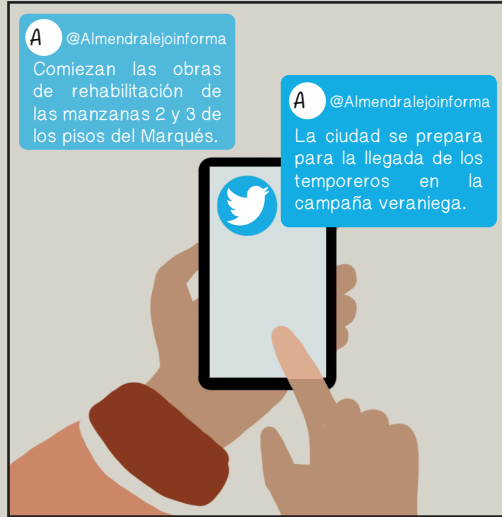 A @Almendralejoinforma
Comiezan las obras
de rehabilitación de
las manzanas 2 y 3 de
los pisos del Marqués.
A @Almendralejoinforma
La ciudad se prepara
para la llegada de los
temporeros en la
campaña veraniega.